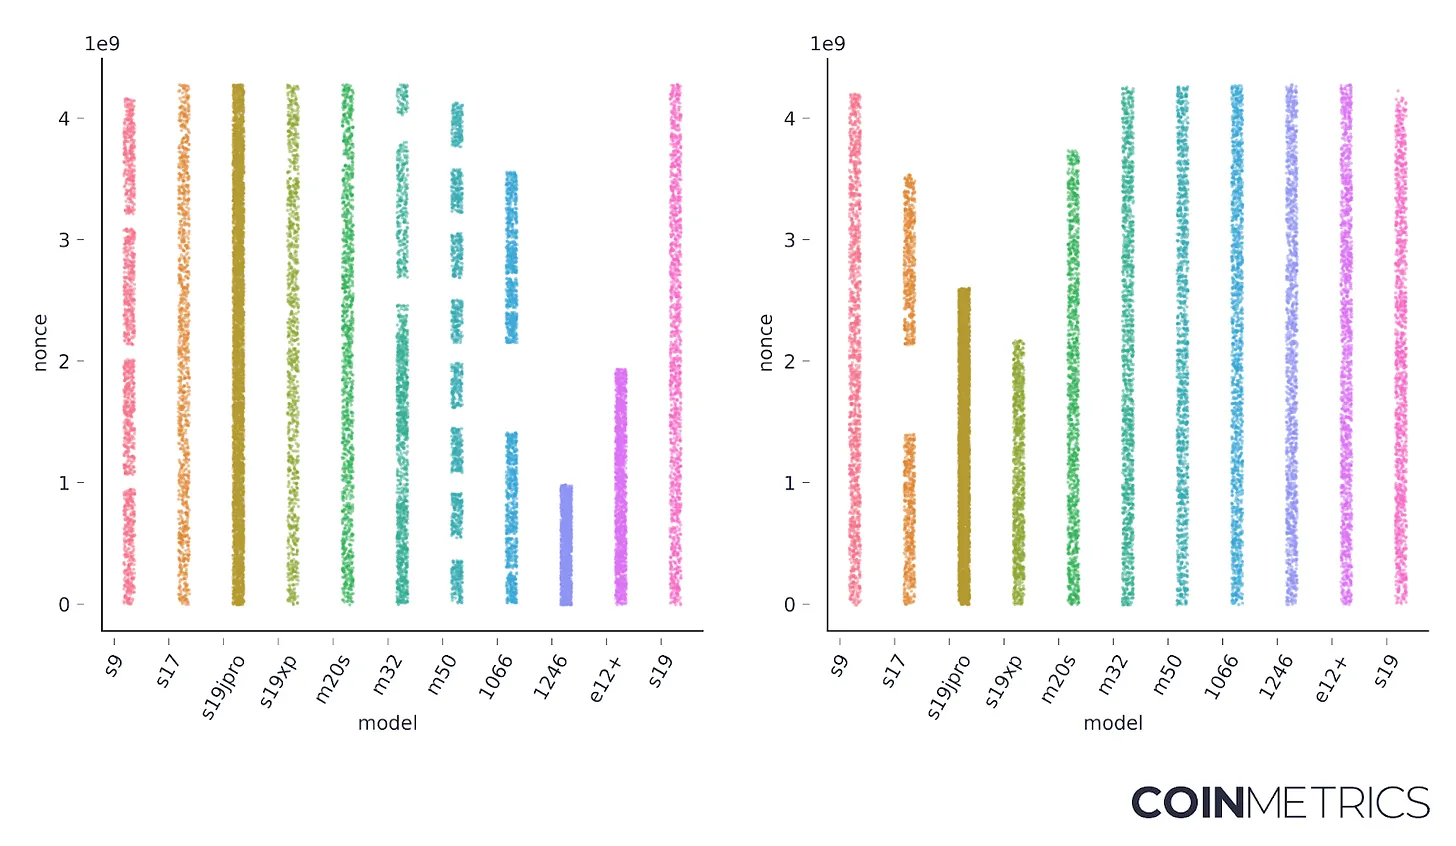 1e9
4
3
2
1
0
nonce
s9
s17
s19jpro
s19xp
m20s
m32
m50
1066
1246
e12+
s19
model
1e9
4
3
2
1
0
nonce
s9
s17
s19jpro
s19xp
m20s
m32
m50
1066
1246
e12+
s19
model
COINMETRICS